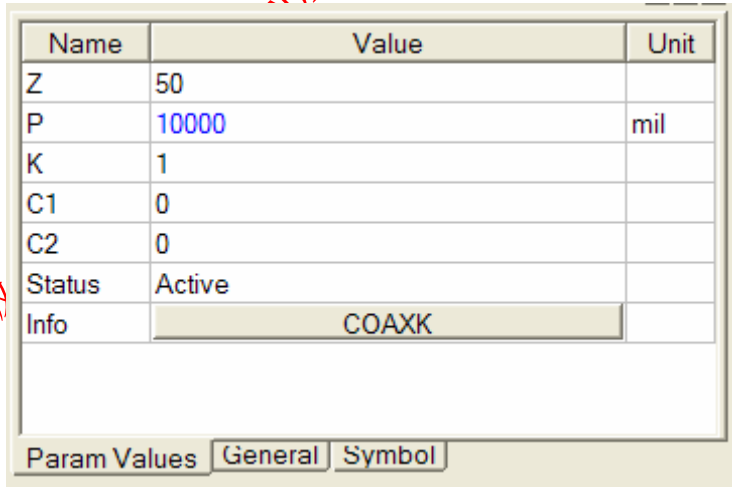 Name Value Unit
Z 50
P 10000 mil
K 1
C1 0
C2 0
Status Active
Info COAXK
Param Values General Symbol